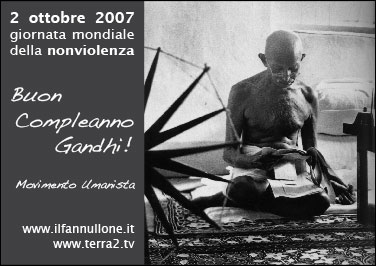 2 ottobre 2007
giornata mondiale
della nonviolenza
Buon
Compleanno
Gandhi!
Movimento Umanista
www.ilfannullone.it
www.terra2.tv